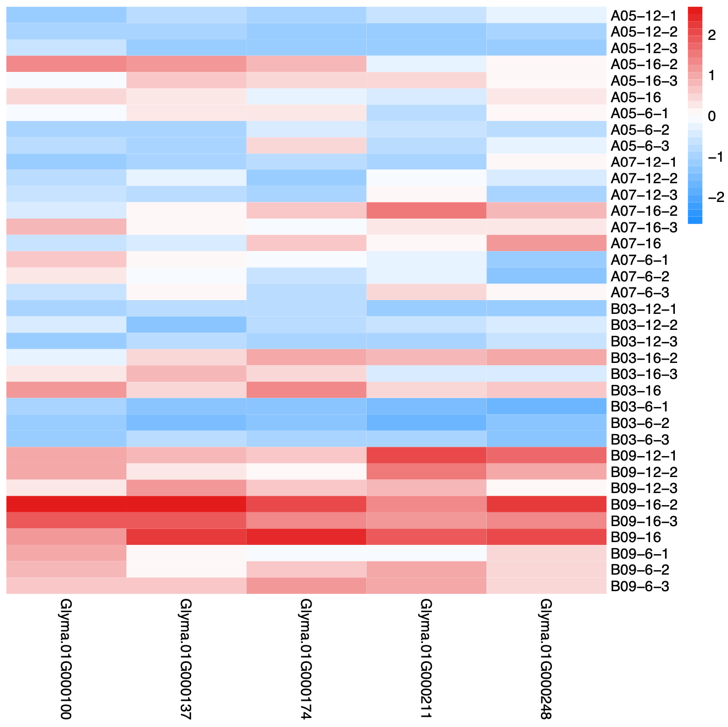 A05-12-1
A05-12-2
A05-12-3
A05-16-2
A05-16-3
A05-16
A05-6-1
A05-6-2
A05-6-3
A07-12-1
A07-12-2
A07-12-3
A07-16-2
A07-16-3
A07-16
A07-6-1
A07-6-2
A07-6-3
B03-12-1
B03-12-2
B03-12-3
B03-16-2
B03-16-3
B03-16
B03-6-1
B03-6-2
B03-6-3
B09-12-1
B09-12-2
B09-12-3
B09-16-2
B09-16-3
B09-16
B09-6-1
B09-6-2
B09-6-3
2
1
0
-1
-2
Glyma.01G000100
Glyma.01G000137
Glyma.01G000174
Glyma.01G000211
Glyma.01G000248